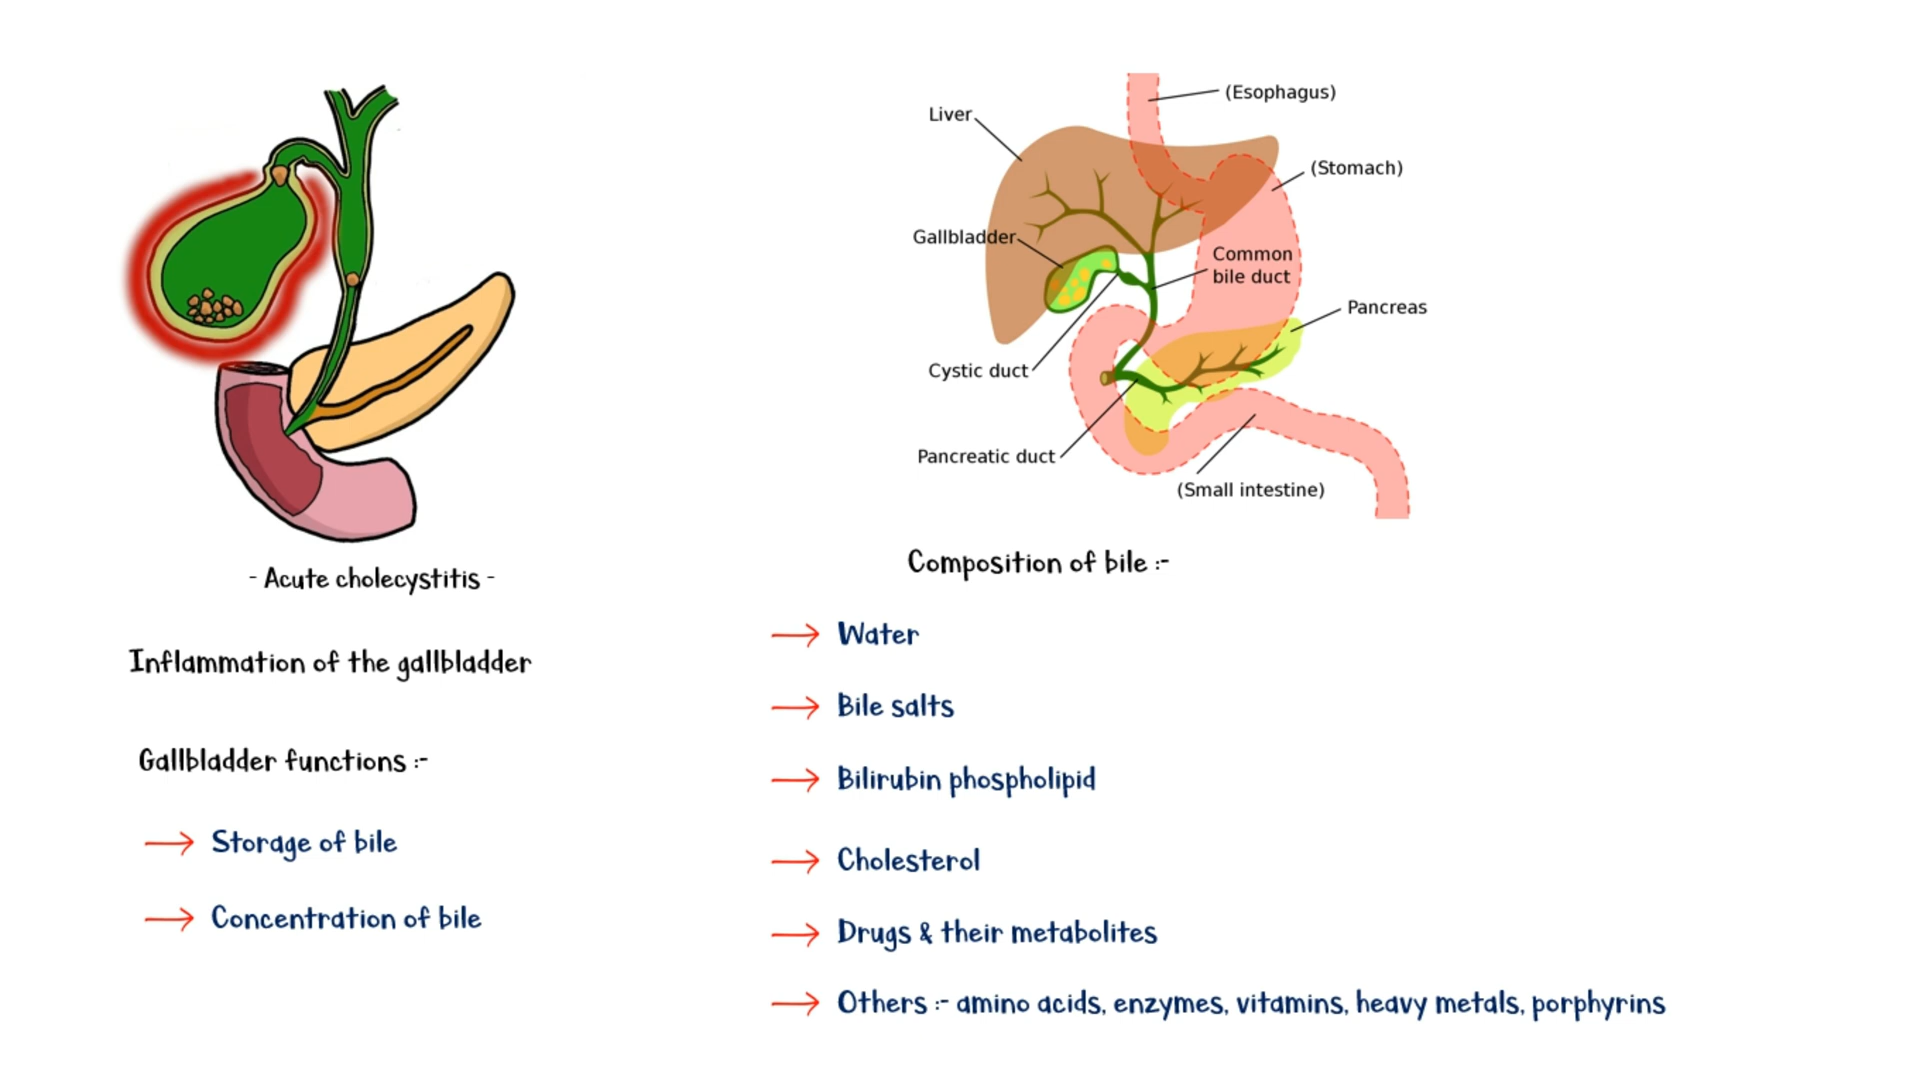 - Acute cholecystitis -
Inflammation of the gallbladder
Gallbladder functions :-
Storage of bile
Concentration of bile
(Esophagus)
Liver
(Stomach)
Gallbladder
Common
bile duct
Pancreas
Cystic duct
Pancreatic duct
(Small intestine)
Composition of bile :-
Water
Bile salts
Bilirubin phospholipid
Cholesterol
Drugs & their metabolites
Others :- amino acids, enzymes, vitamins, heavy metals, porphyrins